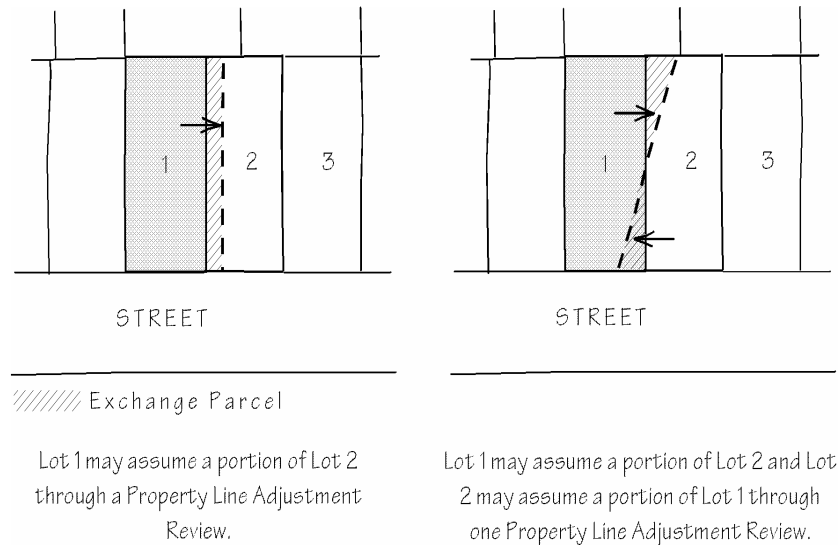 1
2
3
STREET
Exchange Parcel
Lot 1 may assume a portion of Lot 2
through a Property Line Adjustment
Review.
1
2
3
STREET
Lot 1 may assume a portion of Lot 2 and Lot
2 may assume a portion of Lot 1 through
one Property Line Adjustment Review.